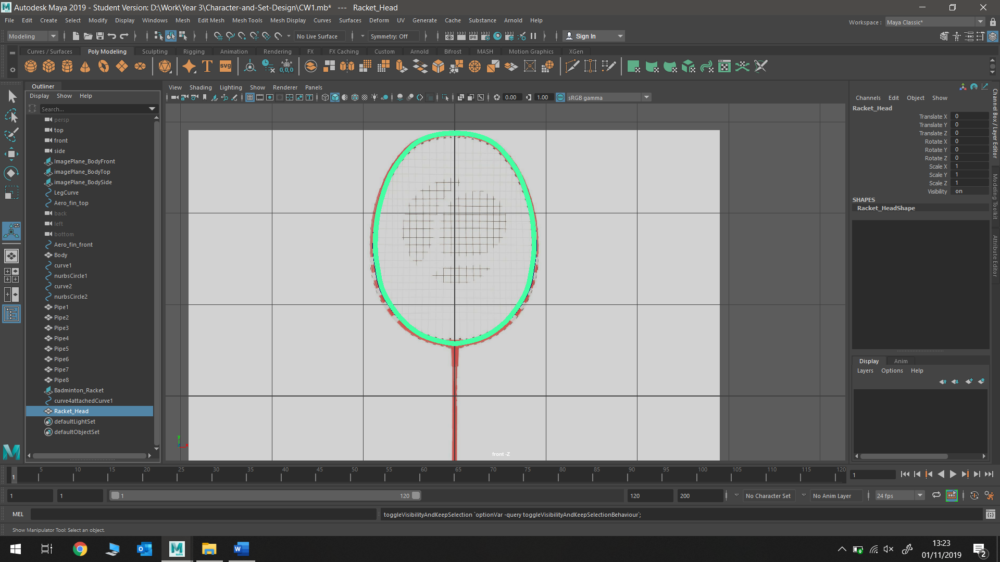 Autodesk Maya 2019 - Student Version: D:\Work\Year 3\Character-and-Set-Design\CW1.mb* --- Racket_Head
File Edit Create Select Modify Display Windows Mesh Edit Mesh Mesh Tools Mesh Display Curves Surfaces Deform UV Generate Cache Substance Arnold Help
Workspace : Maya Classic*
Modeling No Live Surface Symmetry: Off Sign In
Curves / Surfaces Poly Modeling Sculpting Rigging Animation Rendering FX FX Caching Custom Arnold Bifrost MASH Motion Graphics XGen
T SVG 0,0,0
Outliner
Display Show Help
Search...
persp
top
front
side
ImagePlane_BodyFront
imagePlane_BodyTop
imagePlane_BodySide
LegCurve
Aero_fin_top
back
left
bottom
Aero_fin_front
Body
curve1
nurbsCircle1
curve2
nurbsCircle2
Pipe1
Pipe2
Pipe3
Pipe4
Pipe5
Pipe6
Pipe7
Pipe8
Badminton_Racket
curve4attachedCurve1
Racket_Head
defaultLightSet
defaultObjectSet
View Shading Lighting Show Renderer Panels
0.00 1.00 ON sRGB gamma
front -Z
Channels Edit Object Show
Racket_Head
Translate X 0
Translate Y 0
Translate Z 0
Rotate X 0
Rotate Y 0
Rotate Z 0
Scale X 1
Scale Y 1
Scale Z 1
Visibility on
SHAPES
Racket_HeadShape
Display Anim
Layers Options Help
Channel Box / Layer Editor
Modeling Toolkit
Attribute Editor
1 5 10 15 20 25 30 35 40 45 50 55 60 65 70 75 80 85 90 95 100 105 110 115 120 1
1 1 1 120 120 200 No Character Set No Anim Layer 24 fps
MEL toggleVisibilityAndKeepSelection `optionVar -query toggleVisibilityAndKeepSelectionBehaviour`;
Show Manipulator Tool: Select an object.
13:23
01/11/2019
2